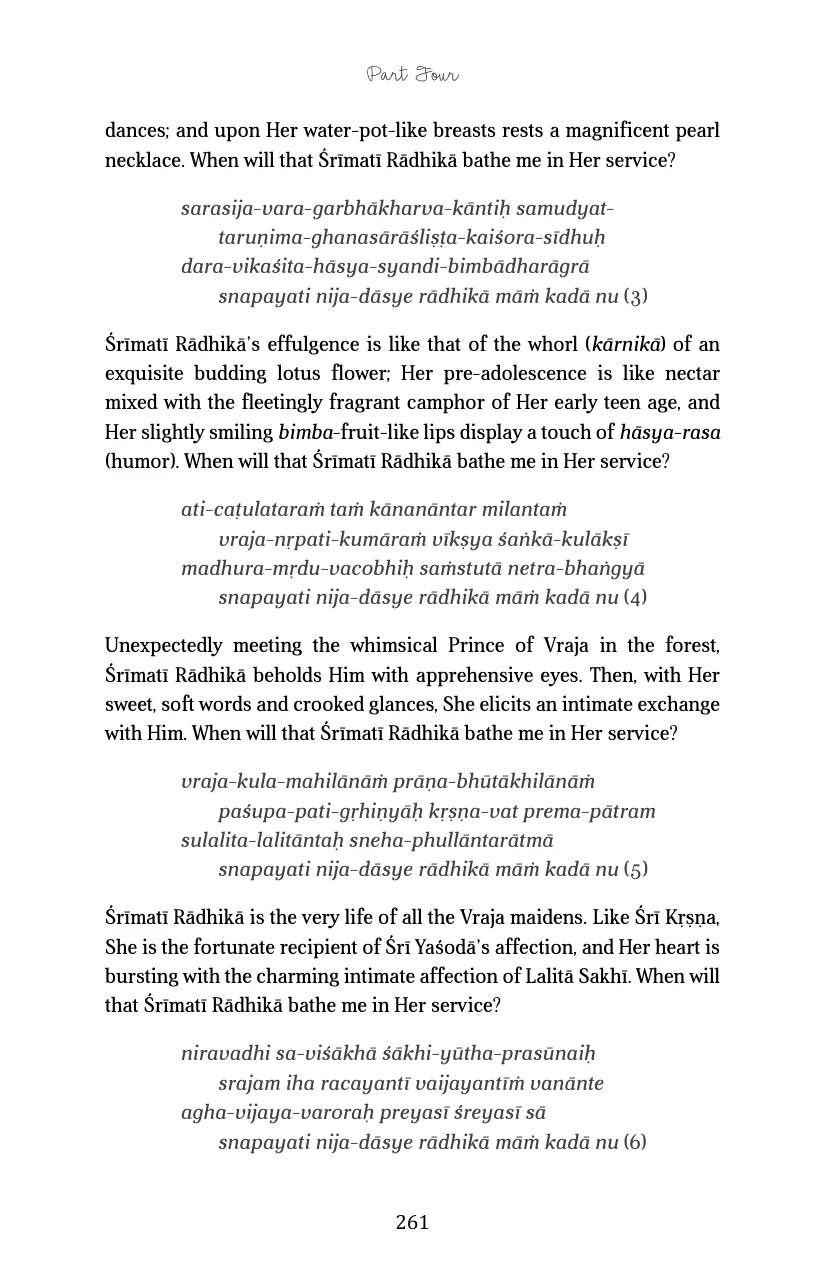 Part Four
dances; and upon Her water-pot-like breasts rests a magnificent pearl
necklace. When will that Śrīmatī Rādhikā bathe me in Her service?
sarasija-vara-garbhākharva-kāntiḥ samudyat-
taruṇima-ghanasārāśliṣṭa-kaiśora-sīdhuḥ
dara-vikaśita-hāsya-syandi-bimbādharāgrā
snapayati nija-dāsye rādhikā māṁ kadā nu (3)
Śrīmatī Rādhikā’s effulgence is like that of the whorl (kārnikā) of an
exquisite budding lotus flower; Her pre-adolescence is like nectar
mixed with the fleetingly fragrant camphor of Her early teen age, and
Her slightly smiling bimba-fruit-like lips display a touch of hāsya-rasa
(humor). When will that Śrīmatī Rādhikā bathe me in Her service?
ati-caṭulataraṁ taṁ kānanāntar milantaṁ
vraja-nṛpati-kumāraṁ vīkṣya śaṅkā-kulākṣī
madhura-mṛdu-vacobhiḥ saṁstutā netra-bhaṅgyā
snapayati nija-dāsye rādhikā māṁ kadā nu (4)
Unexpectedly meeting the whimsical Prince of Vraja in the forest,
Śrīmatī Rādhikā beholds Him with apprehensive eyes. Then, with Her
sweet, soft words and crooked glances, She elicits an intimate exchange
with Him. When will that Śrīmatī Rādhikā bathe me in Her service?
vraja-kula-mahilānāṁ prāṇa-bhūtākhilānāṁ
paśupa-pati-gṛhiṇyāḥ kṛṣṇa-vat prema-pātram
sulalita-lalitāntaḥ sneha-phullāntarātmā
snapayati nija-dāsye rādhikā māṁ kadā nu (5)
Śrīmatī Rādhikā is the very life of all the Vraja maidens. Like Śrī Kṛṣṇa,
She is the fortunate recipient of Śrī Yaśodā’s affection, and Her heart is
bursting with the charming intimate affection of Lalitā Sakhī. When will
that Śrīmatī Rādhikā bathe me in Her service?
niravadhi sa-viśākhā śākhi-yūtha-prasūnaiḥ
srajam iha racayantī vaijayantīṁ vanānte
agha-vijaya-varoraḥ preyasī śreyasī sā
snapayati nija-dāsye rādhikā māṁ kadā nu (6)
261